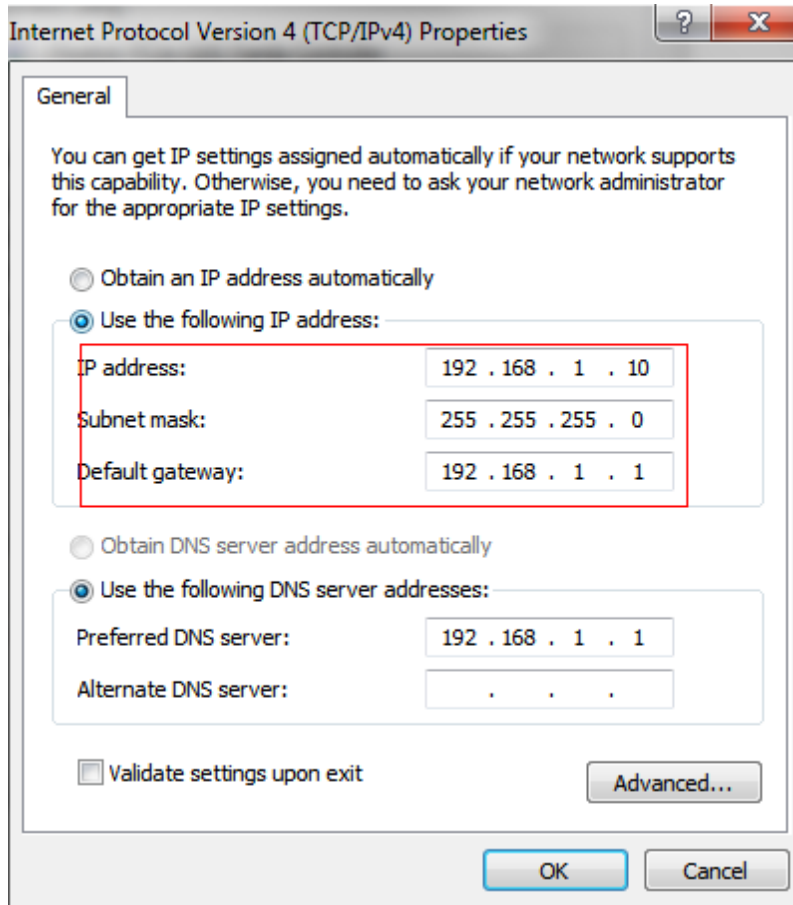 Internet Protocol Version 4 (TCP/IPv4) Properties
?
X
General
You can get IP settings assigned automatically if your network supports
this capability. Otherwise, you need to ask your network administrator
for the appropriate IP settings.
Obtain an IP address automatically
Use the following IP address:
IP address: 192 . 168 . 1 . 10
Subnet mask: 255 . 255 . 255 . 0
Default gateway: 192 . 168 . 1 . 1
Obtain DNS server address automatically
Use the following DNS server addresses:
Preferred DNS server: 192 . 168 . 1 . 1
Alternate DNS server: . . .
Validate settings upon exit
Advanced...
OK Cancel